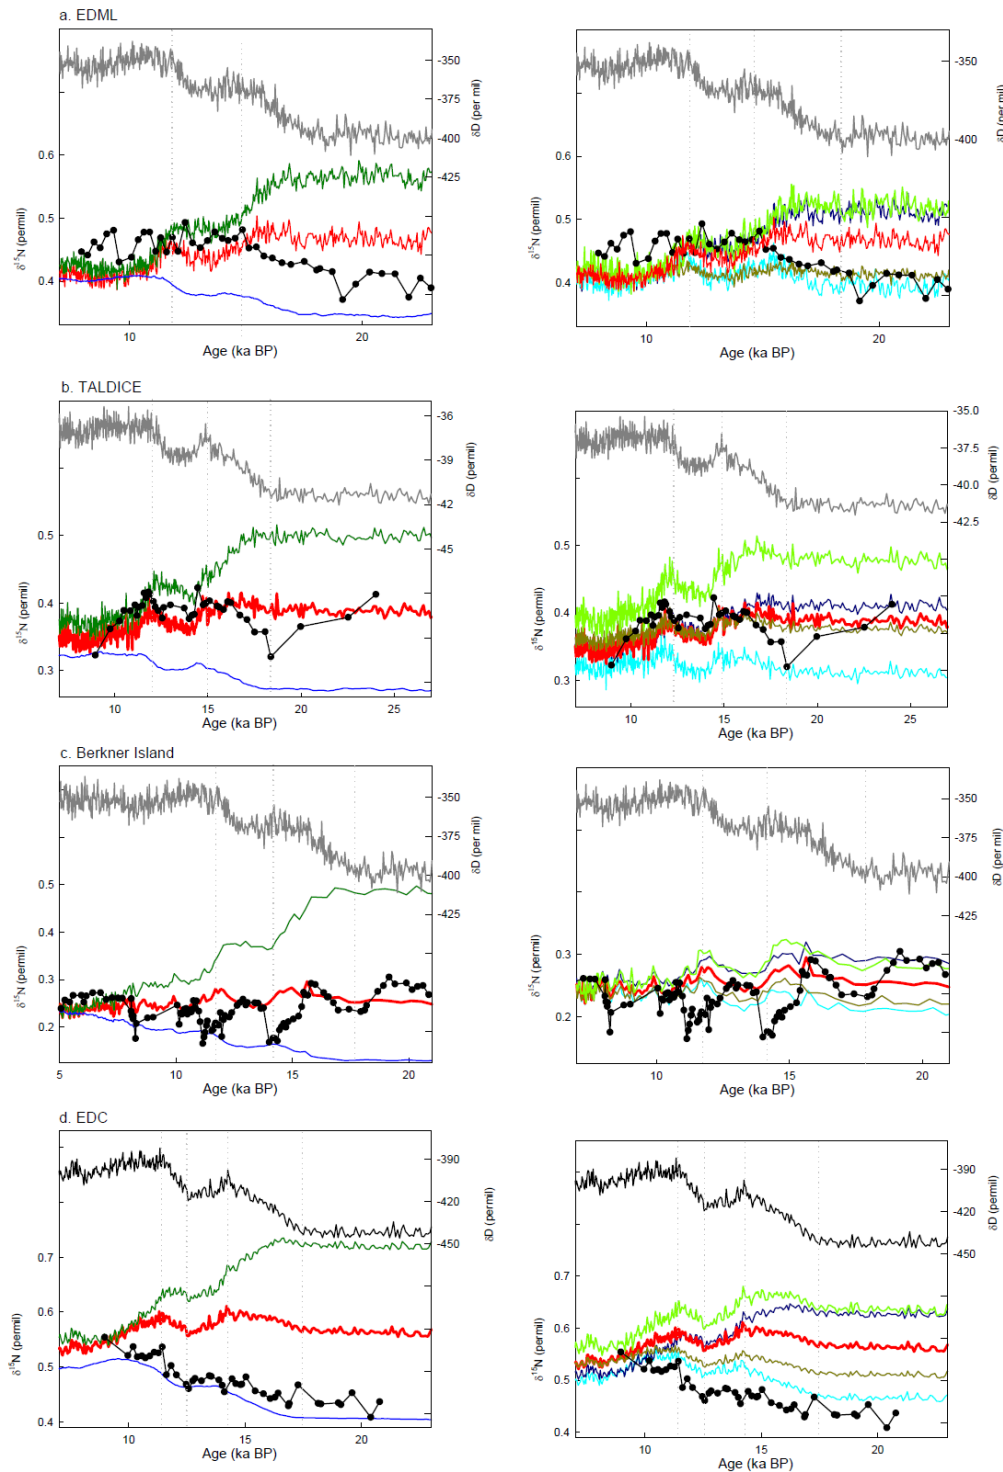 a. EDML
-350
-375
-400
-425
δD (per mil)
0.6
0.5
0.4
δ15N (permil)
10
20
Age (ka BP)
-350
-400
δD (per mil)
0.6
0.5
0.4
δ15N (permil)
10
20
Age (ka BP)
b. TALDICE
-36
-39
-42
-44
δD (permil)
0.5
0.4
0.3
δ15N (permil)
10
15
20
25
Age (ka BP)
-35.0
-37.5
-40.0
-42.5
δD (permil)
0.5
0.4
0.3
δ15N (permil)
10
15
20
25
Age (ka BP)
c. Berkner Island
-350
-375
-400
-425
δD (per mil)
0.5
0.4
0.3
0.2
δ15N (permil)
5
10
15
20
Age (ka BP)
-350
-375
-400
-425
δD (per mil)
0.3
0.2
δ15N (permil)
10
15
20
Age (ka BP)
d. EDC
-390
-420
-450
δD (permil)
0.7
0.6
0.5
0.4
δ15N (permil)
10
15
20
Age (ka BP)
-390
-420
-450
δD (permil)
0.7
0.6
0.5
0.4
δ15N (permil)
10
15
20
Age (ka BP)